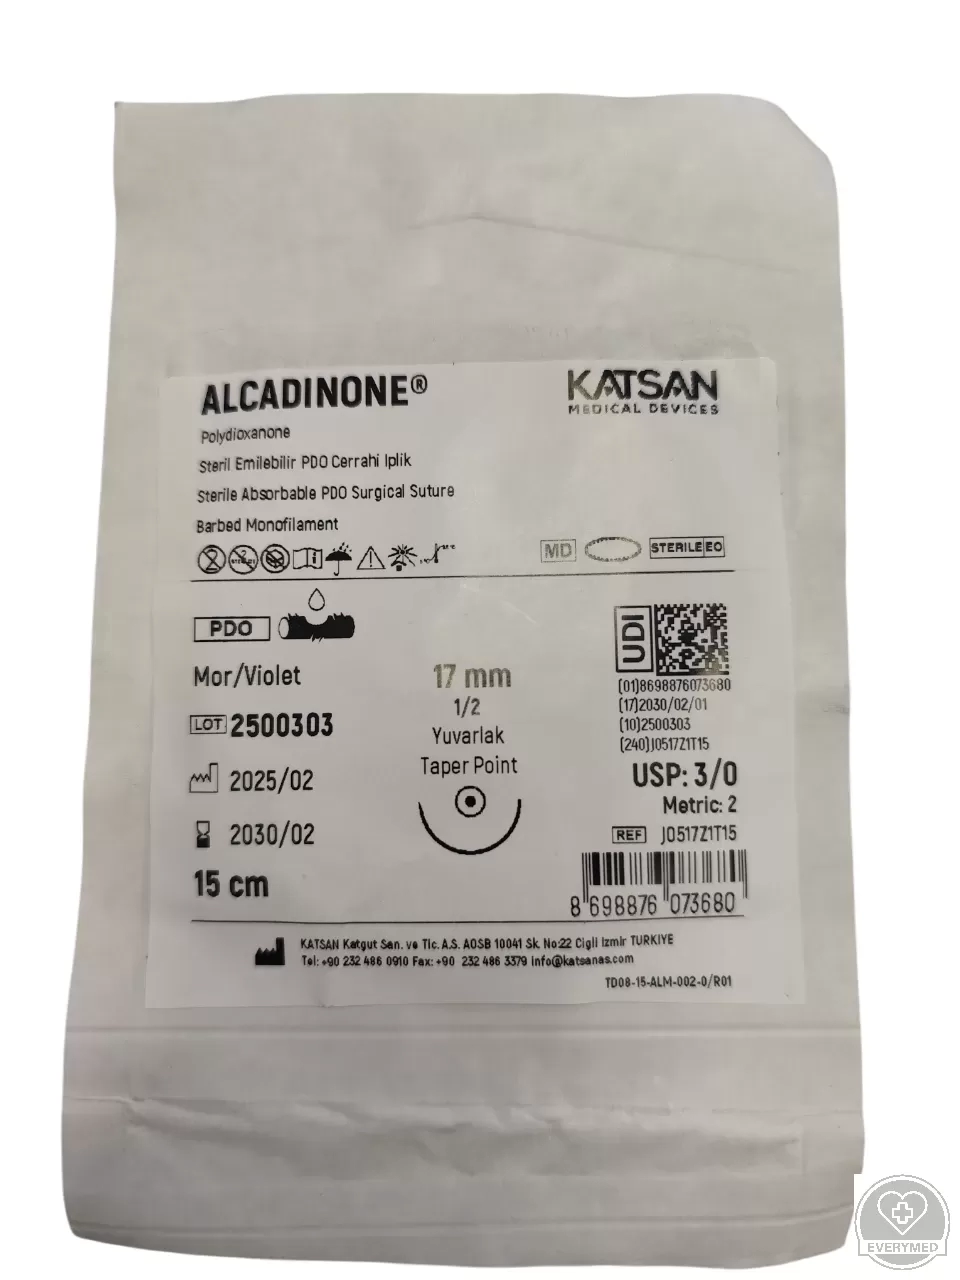 ALCADINONE®
KATSAN
MEDICAL DEVICES
Polydioxanone
Steril Emilebilir PDO Cerrahi Iplik
Sterile Absorbable PDO Surgical Suture
Barbed Monofilament
MD
STERILE EO
PDO
UDI
Mor/Violet
17 mm
1/2
Yuvarlak
Taper Point
(01)8698876073680
(17)2030/02/01
(10)2500303
(240)J0517Z1T15
LOT 2500303
2025/02
2030/02
15 cm
USP: 3/0
Metric: 2
REF J0517Z1T15
8 698876 073680
KATSAN Katgut San. ve Tic. A.S. AOSB 10041 Sk. No:22 Cigli Izmir TURKIYE
Tel: +90 232 486 0910 Fax: +90 232 486 3379 info@katsanas.com
TD08-15-ALM-002-0/R01
EVERYMED